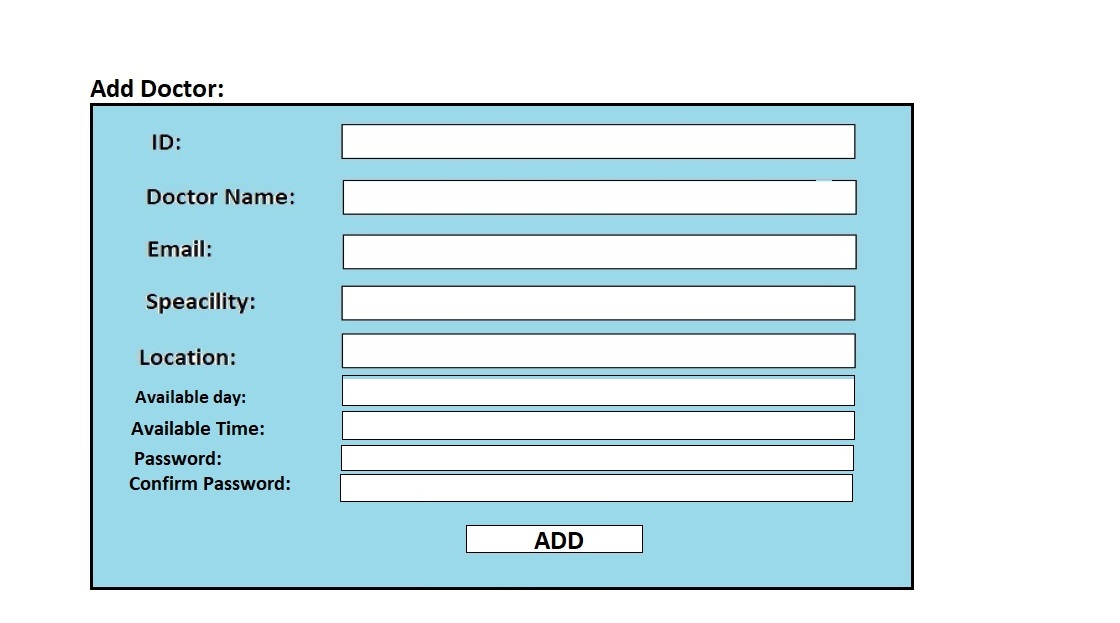 Add Doctor:
ID:
Doctor Name:
Email:
Speacility:
Location:
Available day:
Available Time:
Password:
Confirm Password:
ADD